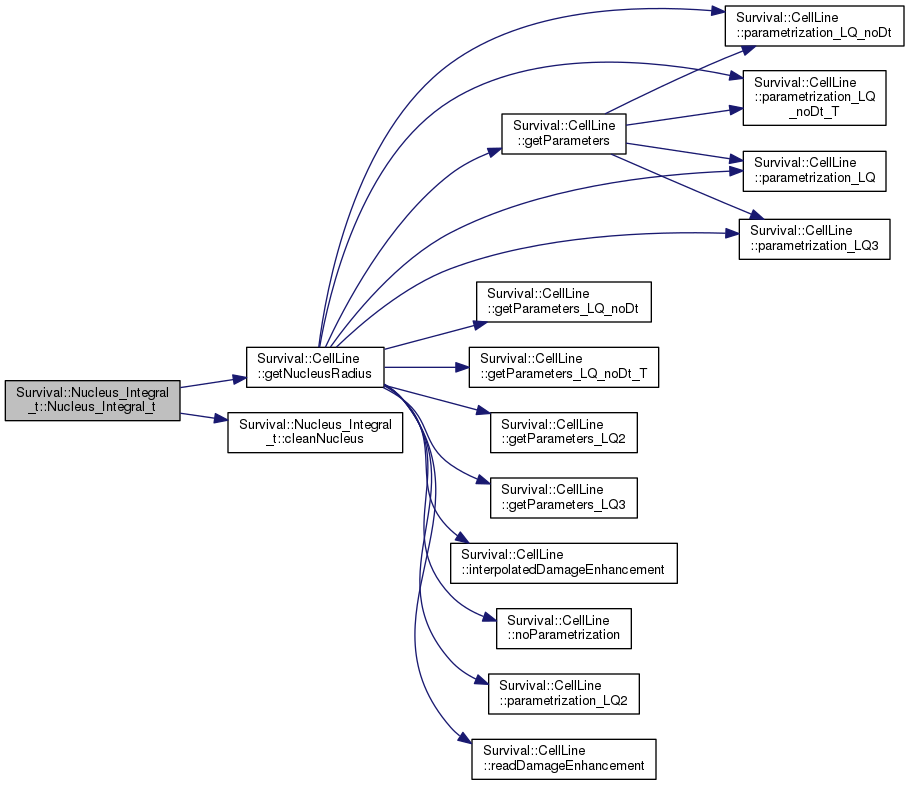 Survival::CellLine
::parametrization_LQ_noDt
Survival::CellLine
::parametrization_LQ
_noDt_T
Survival::CellLine
::getParameters
Survival::CellLine
::parametrization_LQ
Survival::CellLine
::parametrization_LQ3
Survival::CellLine
::getParameters_LQ_noDt
Survival::CellLine
::getNucleusRadius
Survival::CellLine
::getParameters_LQ_noDt_T
Survival::Nucleus_Integral
_t::Nucleus_Integral_t
Survival::Nucleus_Integral
_t::cleanNucleus
Survival::CellLine
::getParameters_LQ2
Survival::CellLine
::getParameters_LQ3
Survival::CellLine
::interpolatedDamageEnhancement
Survival::CellLine
::noParametrization
Survival::CellLine
::parametrization_LQ2
Survival::CellLine
::readDamageEnhancement